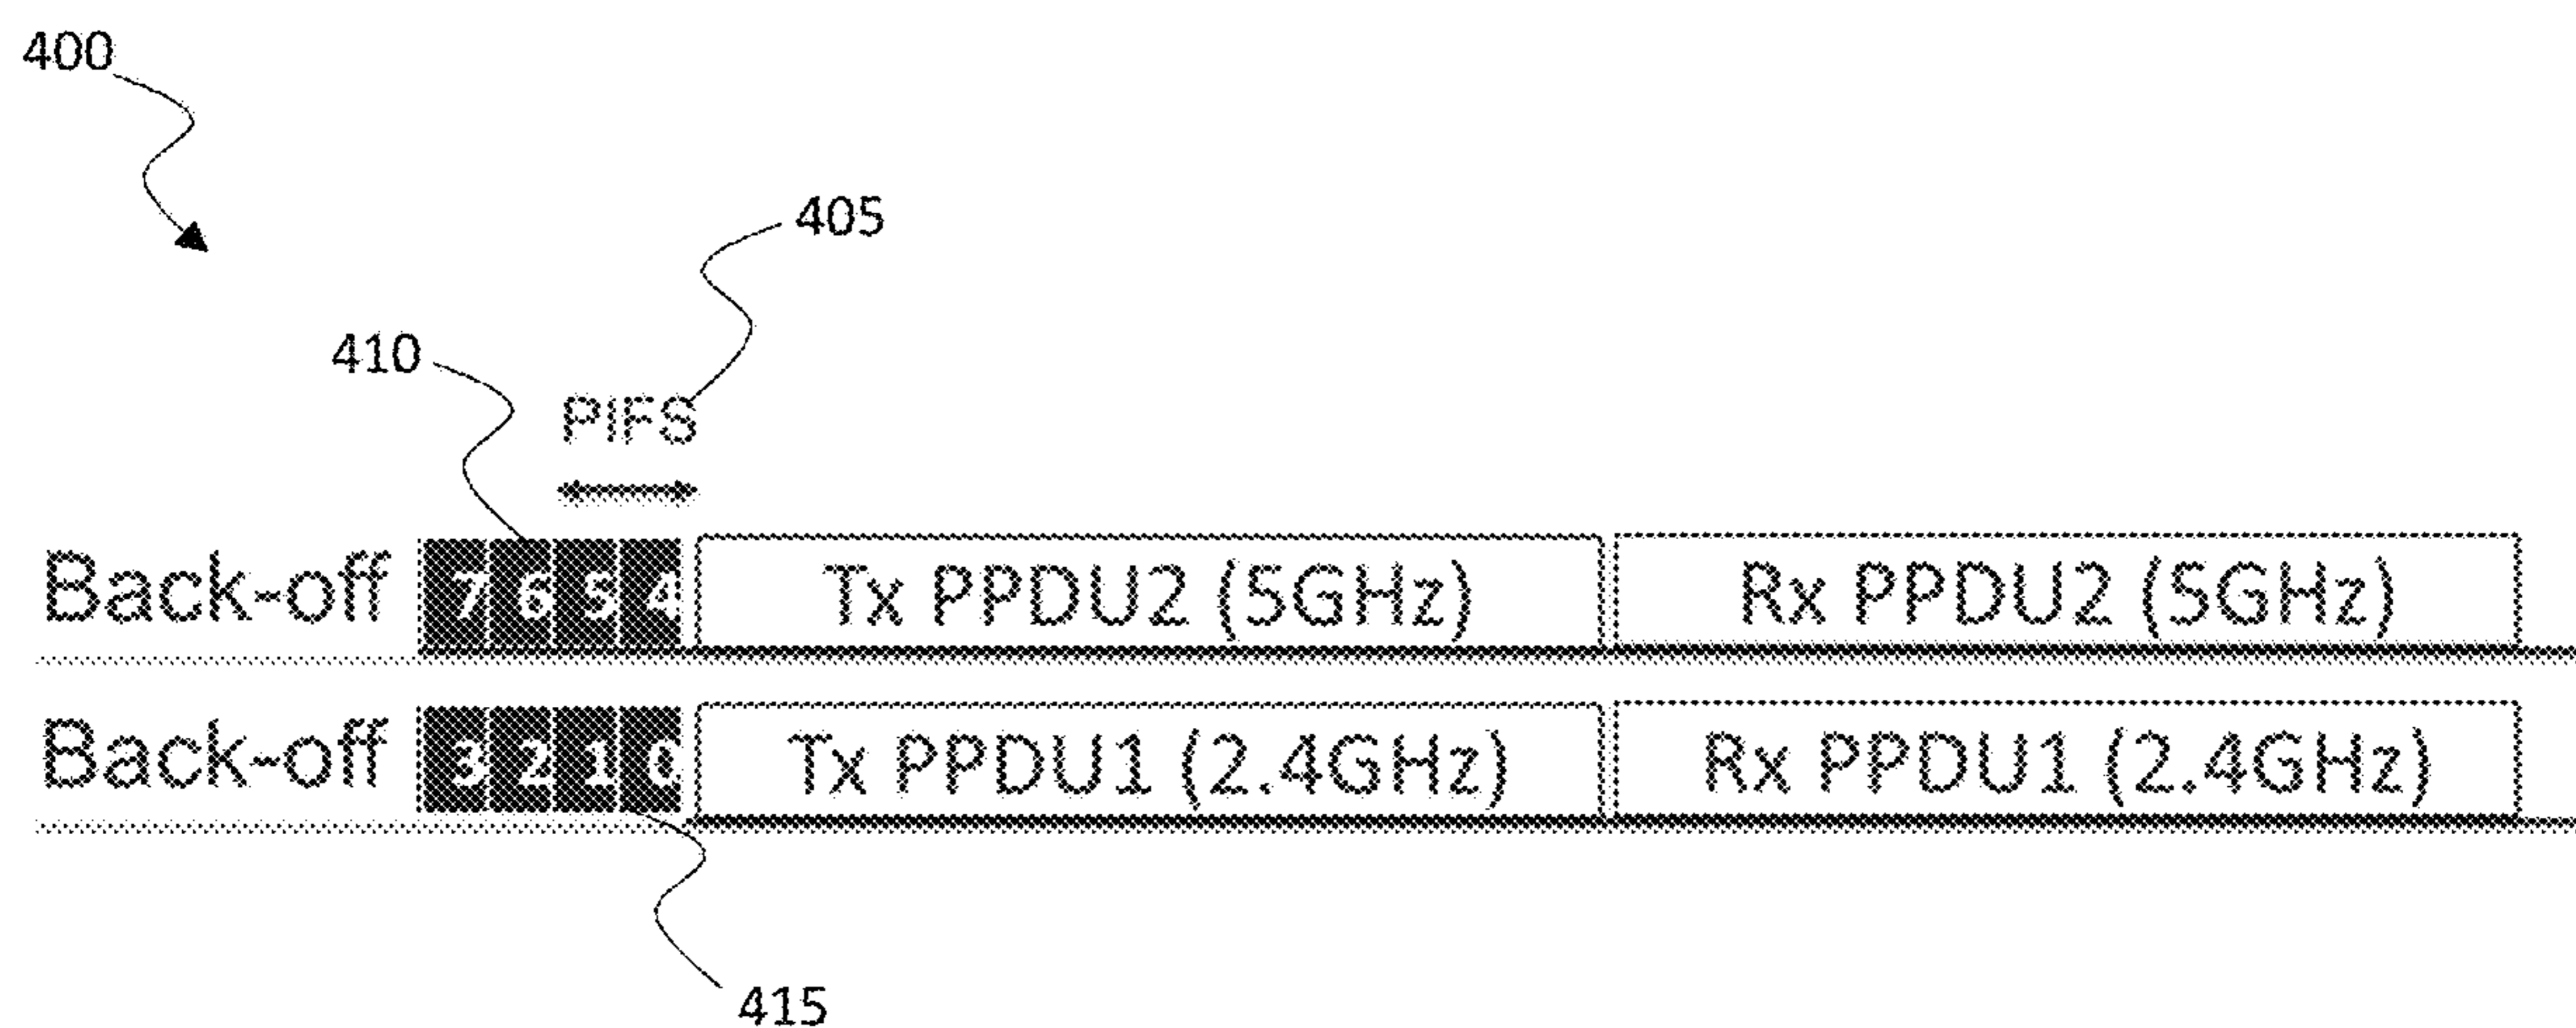 400
405
410
PIFS
Back-off 7 6 5 4 Tx PPDU2 (5GHz) Rx PPDU2 (5GHz)
Back-off 3 2 1 0 Tx PPDU1 (2.4GHz) Rx PPDU1 (2.4GHz)
415